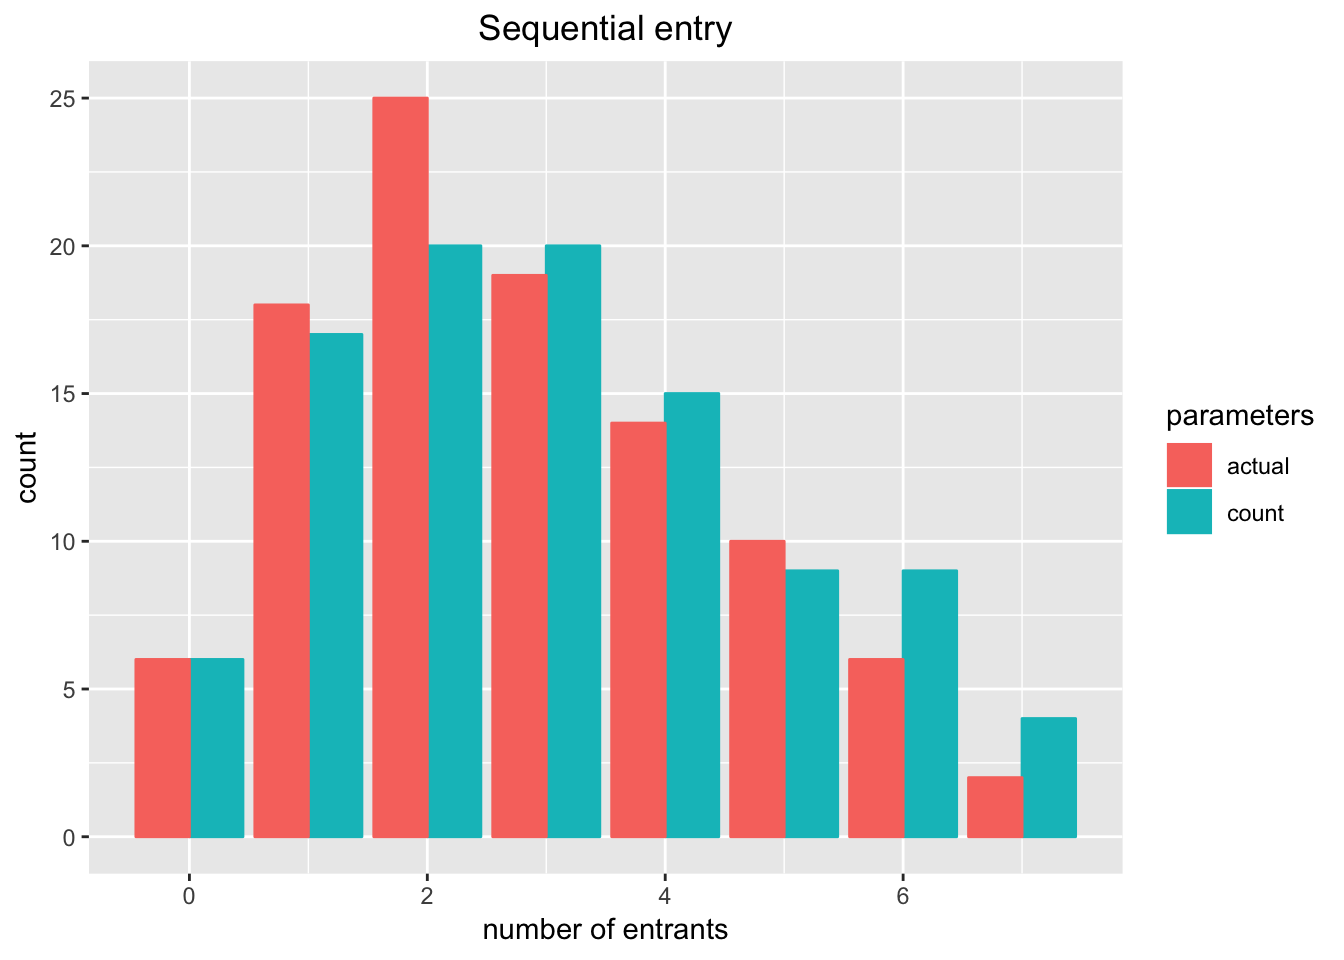 Sequential entry
count
25
20
15
10
5
0
0 2 4 6
number of entrants
parameters
actual
count